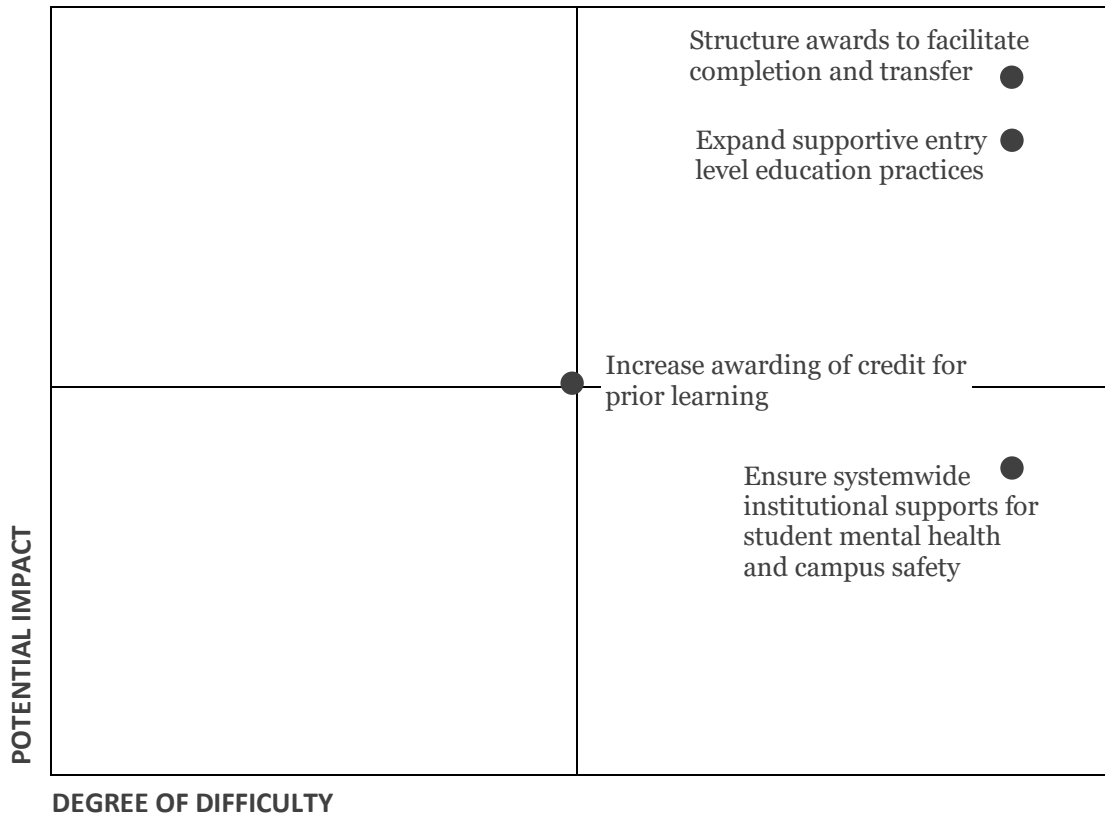 Structure awards to facilitate
completion and transfer
Expand supportive entry
level education practices
Increase awarding of credit for
prior learning
Ensure systemwide
institutional supports for
student mental health
and campus safety
POTENTIAL IMPACT
DEGREE OF DIFFICULTY